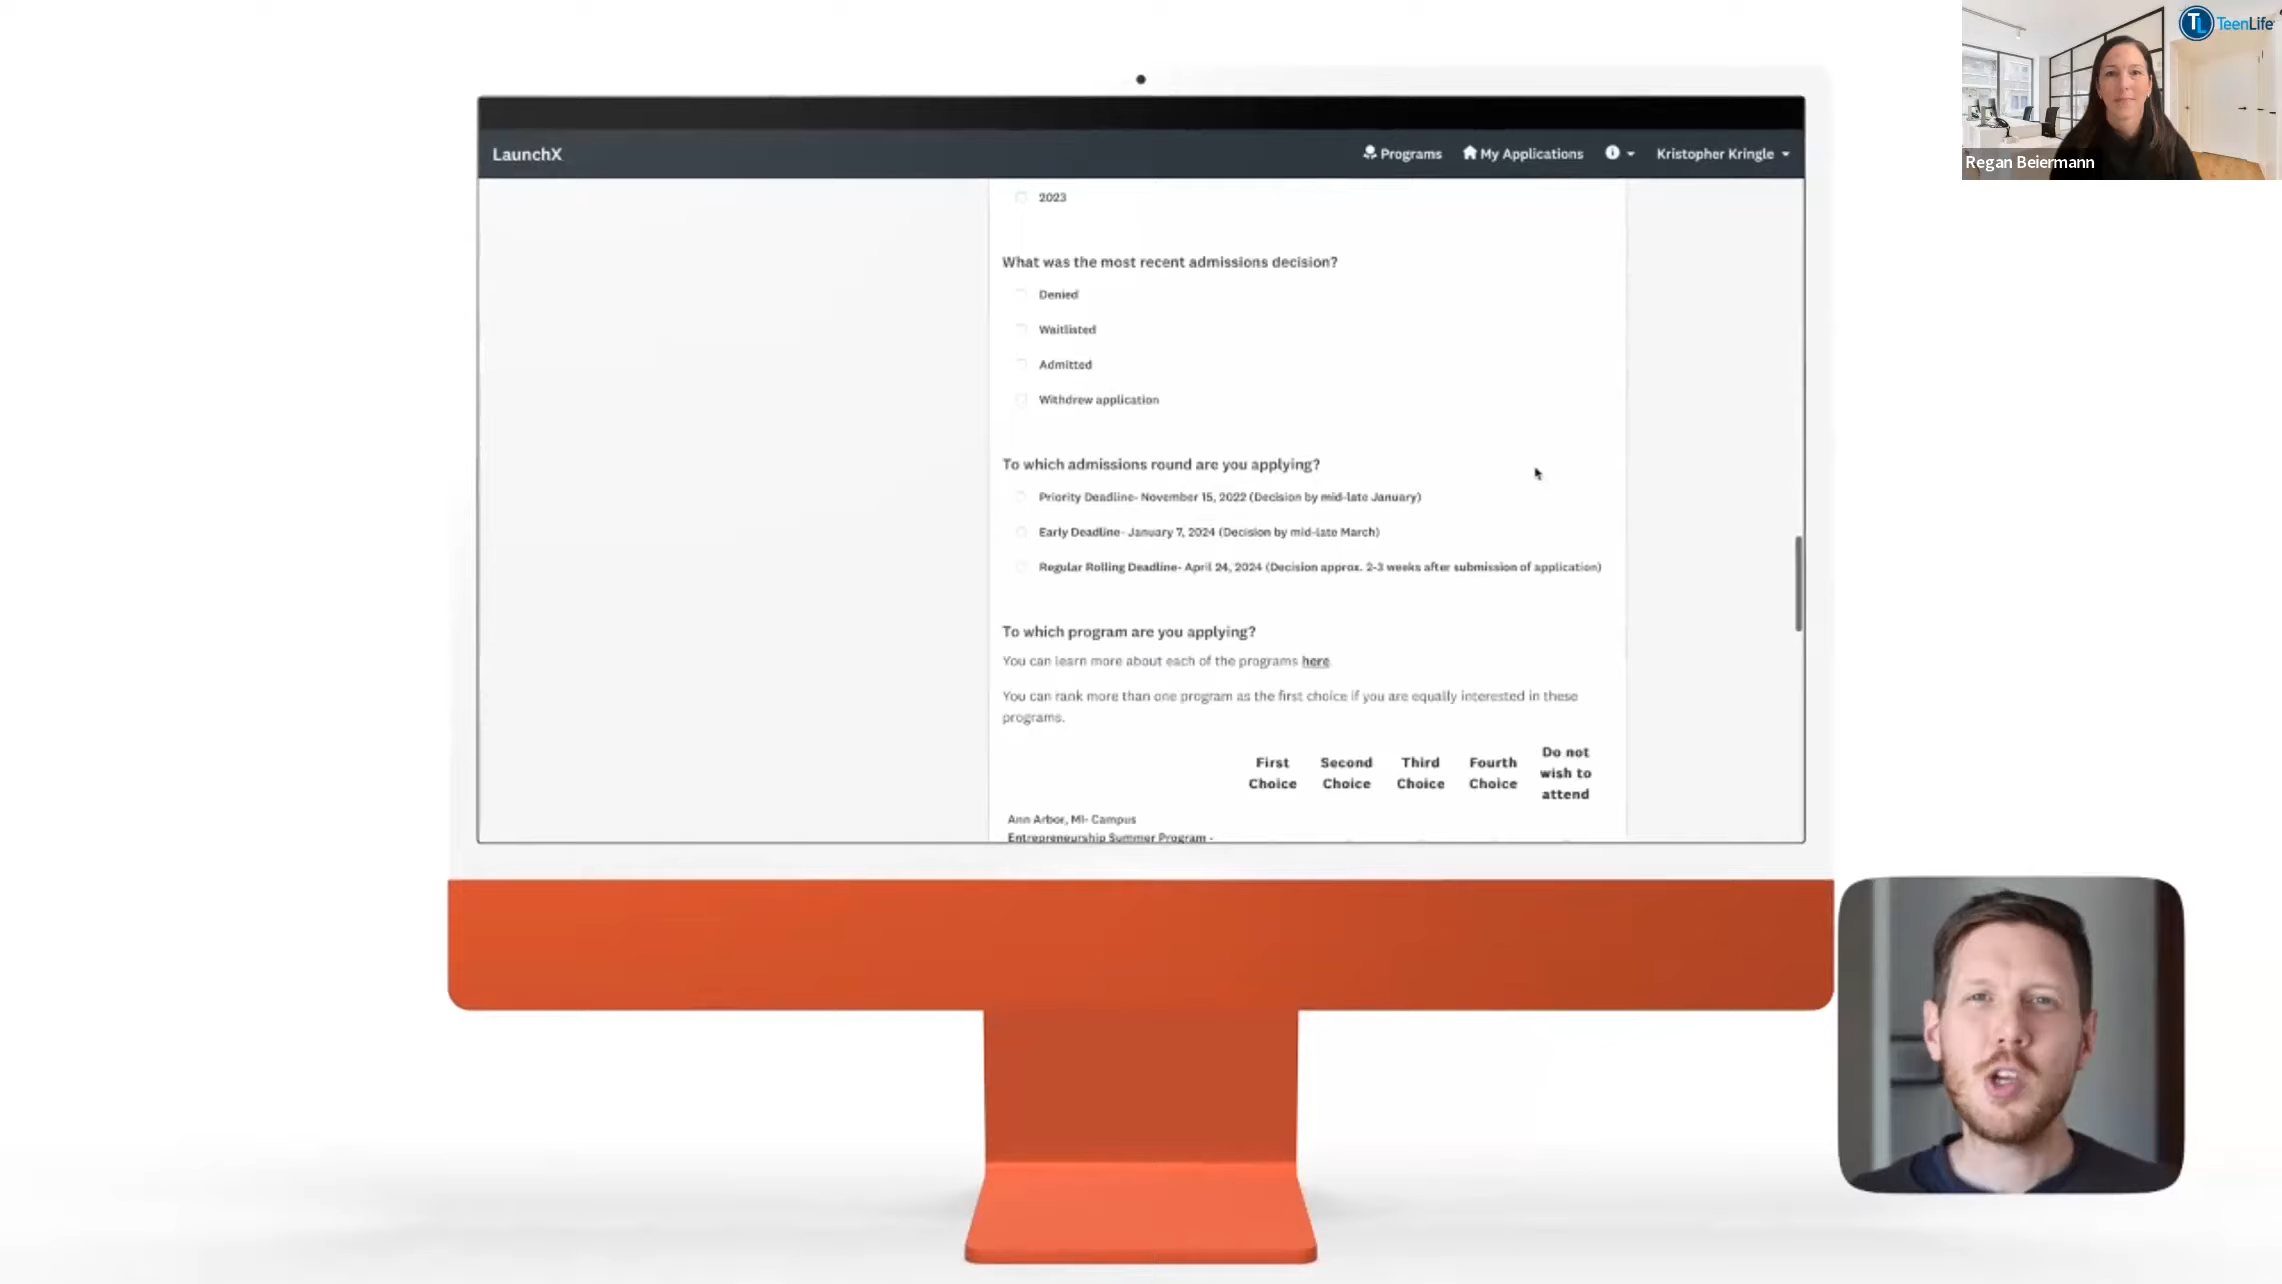 TL TeenLife
Regan Beiermann
LaunchX
Programs
My Applications
Kristopher Kringle
2023
What was the most recent admissions decision?
Denied
Waitlisted
Admitted
Withdrew application
To which admissions round are you applying?
Priority Deadline- November 15, 2022 (Decision by mid-late January)
Early Deadline- January 7, 2024 (Decision by mid-late March)
Regular Rolling Deadline- April 24, 2024 (Decision approx. 2-3 weeks after submission of application)
To which program are you applying?
You can learn more about each of the programs here.
You can rank more than one program as the first choice if you are equally interested in these
programs.
First Choice
Second Choice
Third Choice
Fourth Choice
Do not wish to attend
Ann Arbor, MI- Campus
Entrepreneurship Summer Program -